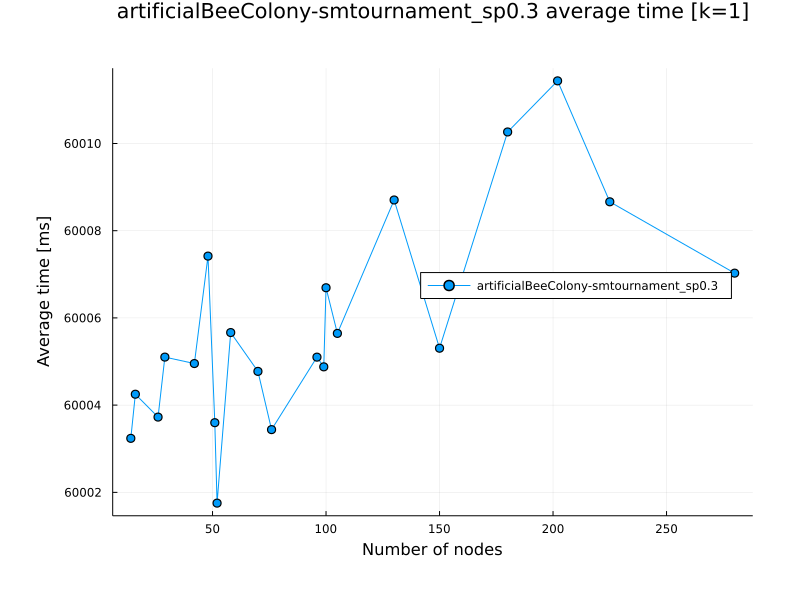 artificialBeeColony-smtournament_sp0.3 average time [k=1]
Average time [ms]
60010
60008
60006
60004
60002
artificialBeeColony-smtournament_sp0.3
50
100
150
200
250
Number of nodes